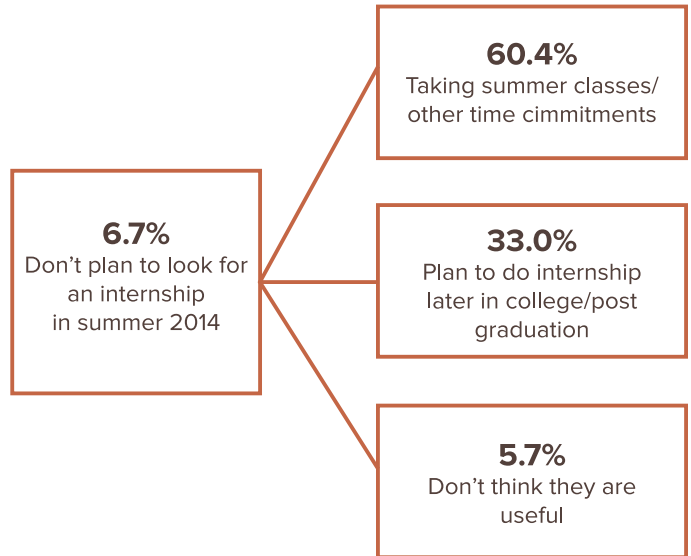 60.4%
Taking summer classes/
other time cimmitments
6.7%
Don’t plan to look for
an internship
in summer 2014
33.0%
Plan to do internship
later in college/post
graduation
5.7%
Don’t think they are
useful